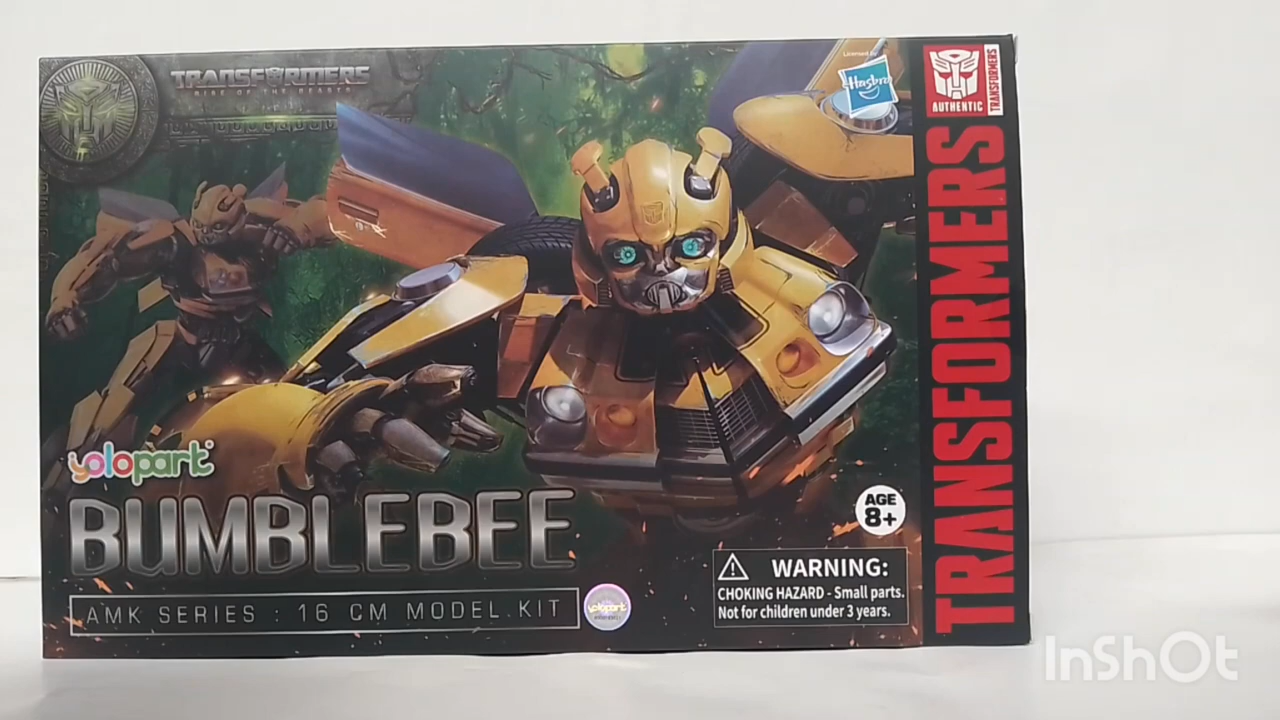 TRANSFORMERS
RISE OF THE BEASTS
Licensed by
Hasbro
AUTHENTIC
TRANSFORMERS
TRANSFORMERS
yolopart
BUMBLEBEE
AMK SERIES : 16 CM MODEL KIT
yolopart
AGE
8+
WARNING:
CHOKING HAZARD - Small parts.
Not for children under 3 years.
InShOt